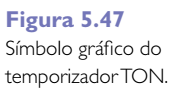 Figura 5.47
Símbolo gráfico do
temporizador TON.